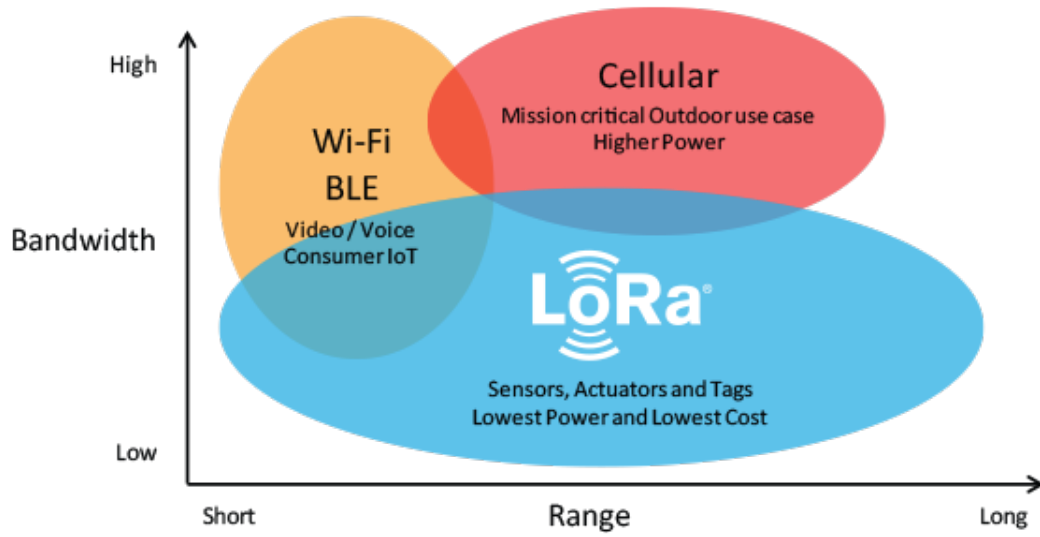 High
Cellular
Mission critical Outdoor use case
Higher Power
Wi-Fi
BLE
Video / Voice
Consumer IoT
Bandwidth
LoRa®
Sensors, Actuators and Tags
Lowest Power and Lowest Cost
Low
Short
Range
Long